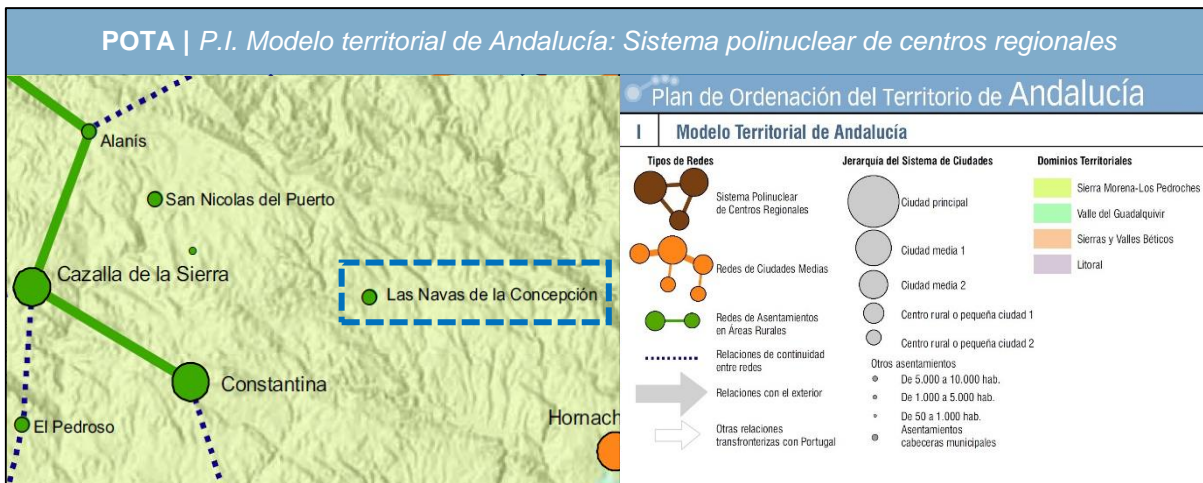 POTA | P.I. Modelo territorial de Andalucía: Sistema polinuclear de centros regionales
Alanís
San Nicolas del Puerto
Cazalla de la Sierra
Las Navas de la Concepción
Constantina
El Pedroso
Hornach
Plan de Ordenación del Territorio de Andalucía
I Modelo Territorial de Andalucía
Tipos de Redes
Sistema Polinuclear
de Centros Regionales
Redes de Ciudades Medias
Redes de Asentamientos
en Áreas Rurales
Relaciones de continuidad
entre redes
Relaciones con el exterior
Otras relaciones
transfronterizas con Portugal
Jerarquía del Sistema de Ciudades
Ciudad principal
Ciudad media 1
Ciudad media 2
Centro rural o pequeña ciudad 1
Centro rural o pequeña ciudad 2
Otros asentamientos
De 5.000 a 10.000 hab.
De 1.000 a 5.000 hab.
De 50 a 1.000 hab.
Asentamientos
cabeceras municipales
Dominios Territoriales
Sierra Morena-Los Pedroches
Valle del Guadalquivir
Sierras y Valles Béticos
Litoral